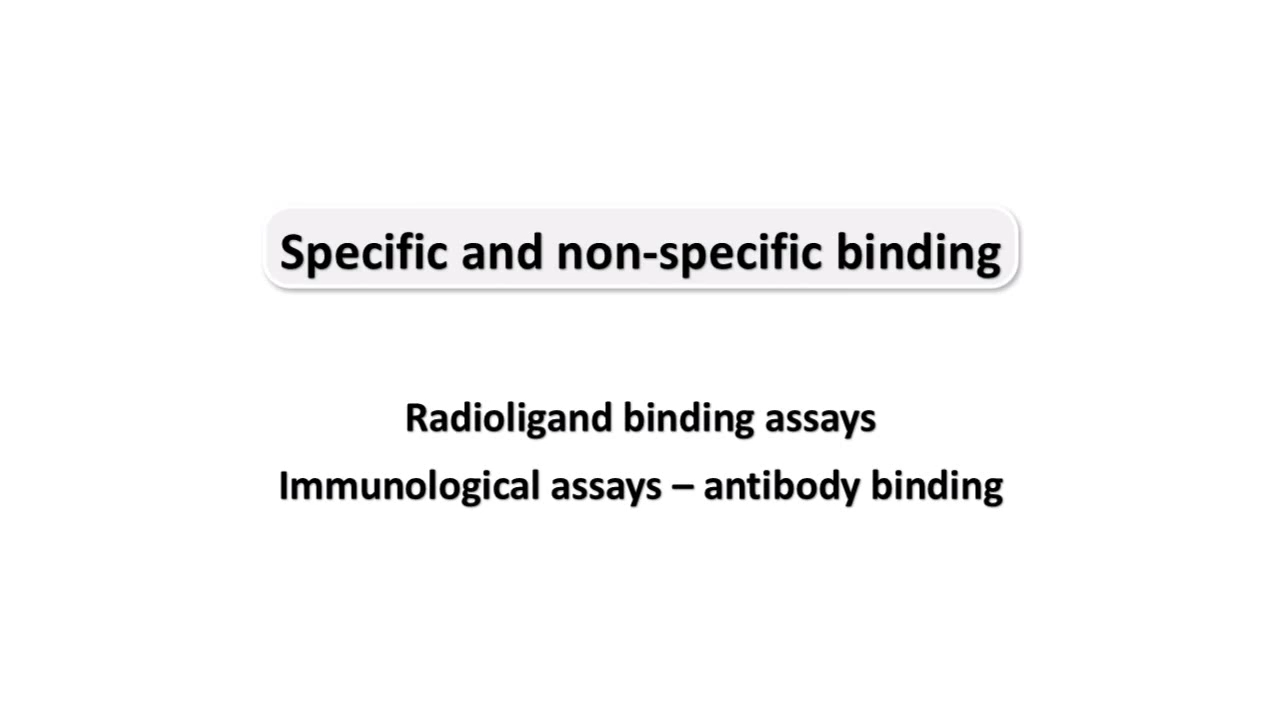 Specific and non-specific binding
Radioligand binding assays
Immunological assays – antibody binding